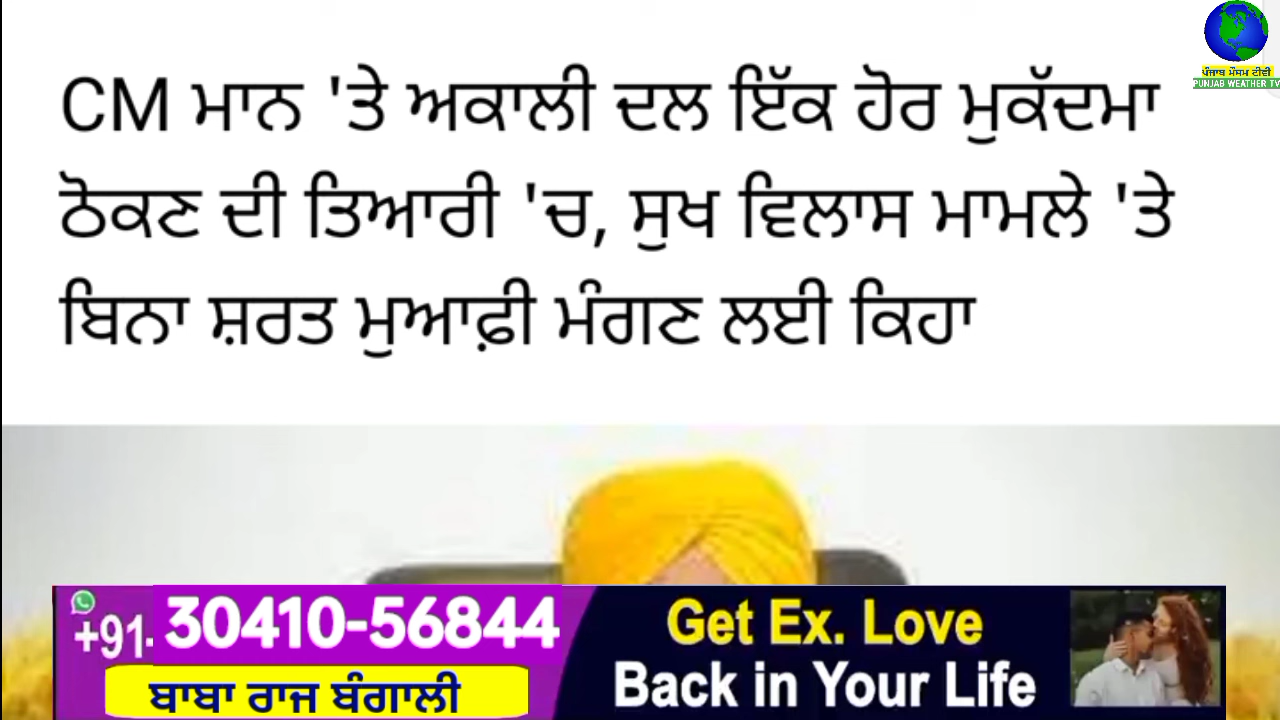 ਪੰਜਾਬ ਮੌਸਮ ਟੀਵੀ
PUNJAB WEATHER TV
CM ਮਾਨ 'ਤੇ ਅਕਾਲੀ ਦਲ ਇੱਕ ਹੋਰ ਮੁਕੱਦਮਾ
ਠੋਕਣ ਦੀ ਤਿਆਰੀ 'ਚ, ਸੁਖ ਵਿਲਾਸ ਮਾਮਲੇ 'ਤੇ
ਬਿਨਾ ਸ਼ਰਤ ਮੁਆਫ਼ੀ ਮੰਗਣ ਲਈ ਕਿਹਾ
+91. 30410-56844
ਬਾਬਾ ਰਾਜ ਬੰਗਾਲੀ
Get Ex. Love
Back in Your Life